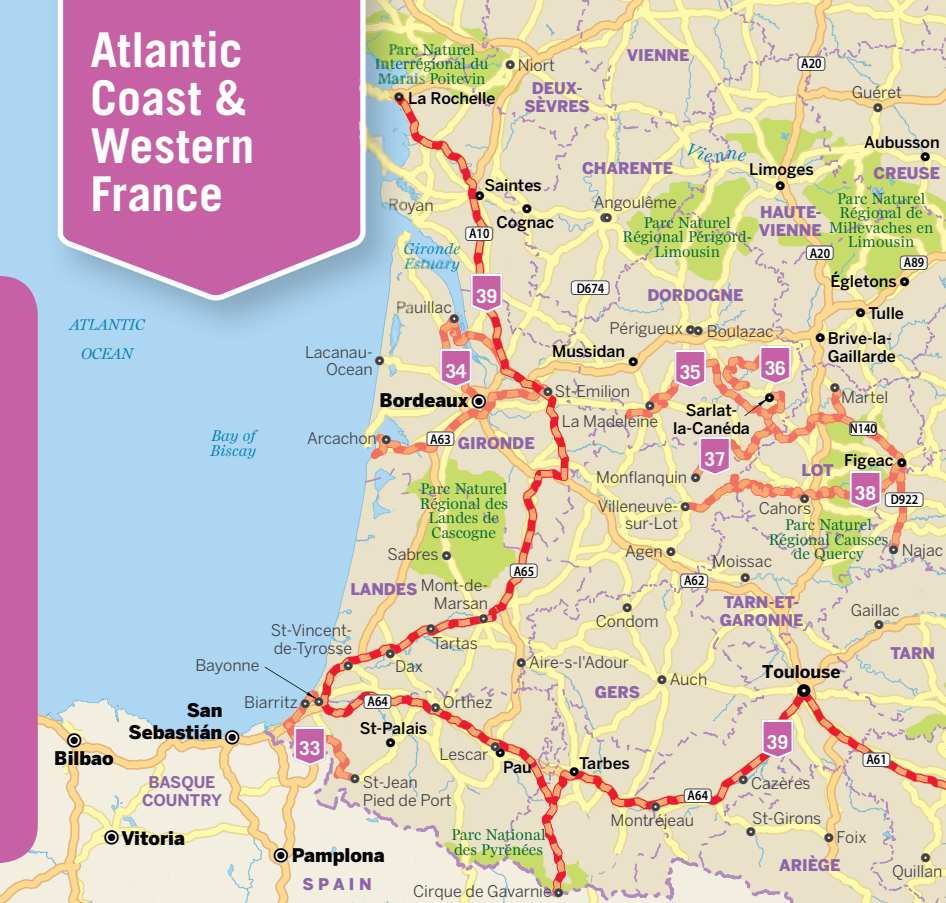 Atlantic
Coast &
Western
France
Parc Naturel
Interrégional du
Marais Poitevin
Niort
VIENNE
A20
DEUX-
SÈVRES
La Rochelle
Guéret
Aubusson
CREUSE
Vienne
CHARENTE
Limoges
Saintes
Royan
Cognac
Angoulême
Parc Naturel
Régional Périgord-
Limousin
HAUTE-
VIENNE
Parc Naturel
Régional de
Millevaches en
Limousin
A10
Gironde
Estuary
A20
A89
Égletons
39
D674
DORDOGNE
Pauillac
Tulle
ATLANTIC
OCEAN
Périgueux
Boulazac
Brive-la-
Gaillarde
Lacanau-
Ocean
Mussidan
34
35
36
St-Emilion
Martel
Bordeaux
La Madeleine
Sarlat-
la-Canéda
N140
Bay of
Biscay
Arcachon
A63
GIRONDE
37
LOT
Figeac
Monflanquin
38
D922
Parc Naturel
Régional des
Landes de
Gascogne
Villeneuve-
sur-Lot
Cahors
Parc Naturel
Régional Causses
de Quercy
Sabres
Agen
Najac
Moissac
A65
A62
LANDES
Mont-de-
Marsan
TARN-ET-
GARONNE
Condom
Gaillac
St-Vincent-
de-Tyrosse
Tartas
TARN
Bayonne
Dax
Aire-s-l'Adour
Toulouse
Auch
GERS
Biarritz
A64
Orthez
San
Sebastián
St-Palais
33
Lescar
Pau
39
Bilbao
Tarbes
A61
BASQUE
COUNTRY
St-Jean
Pied de Port
A64
Cazères
Montréjeau
St-Girons
Vitoria
Parc National
des Pyrénées
Foix
Pamplona
ARIÈGE
Quillan
SPAIN
Cirque de Gavarnie